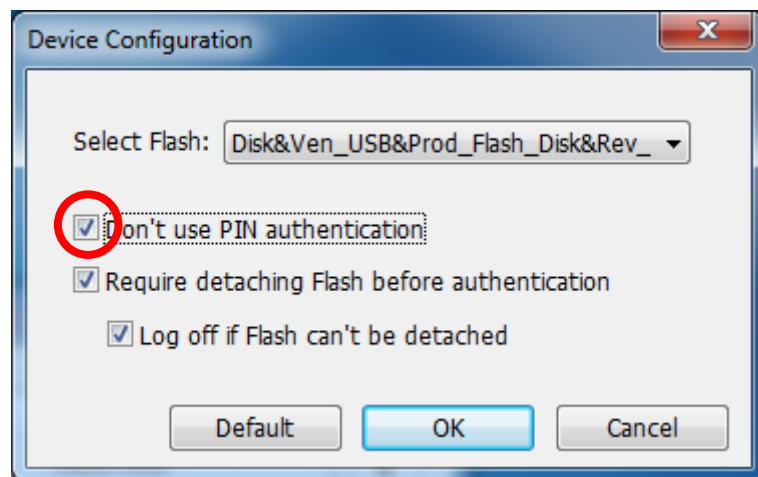 Device Configuration
Select Flash: Disk&Ven_USB&Prod_Flash_Disk&Rev_
Don't use PIN authentication
Require detaching Flash before authentication
Log off if Flash can't be detached
Default OK Cancel